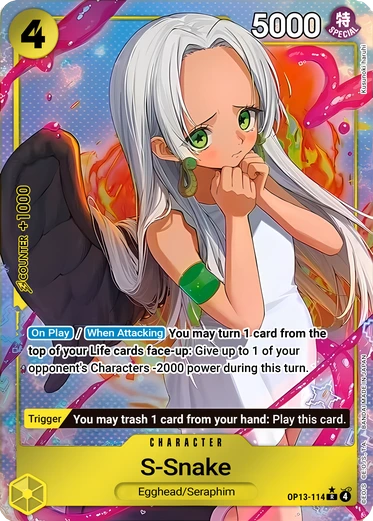 4
5000
特
SPECIAL
COUNTER +1000
On Play / When Attacking You may turn 1 card from the
top of your Life cards face-up: Give up to 1 of your
opponent's Characters -2000 power during this turn.
Trigger You may trash 1 card from your hand: Play this card.
CHARACTER
S-Snake
Egghead/Seraphim
OP13-114 R 4